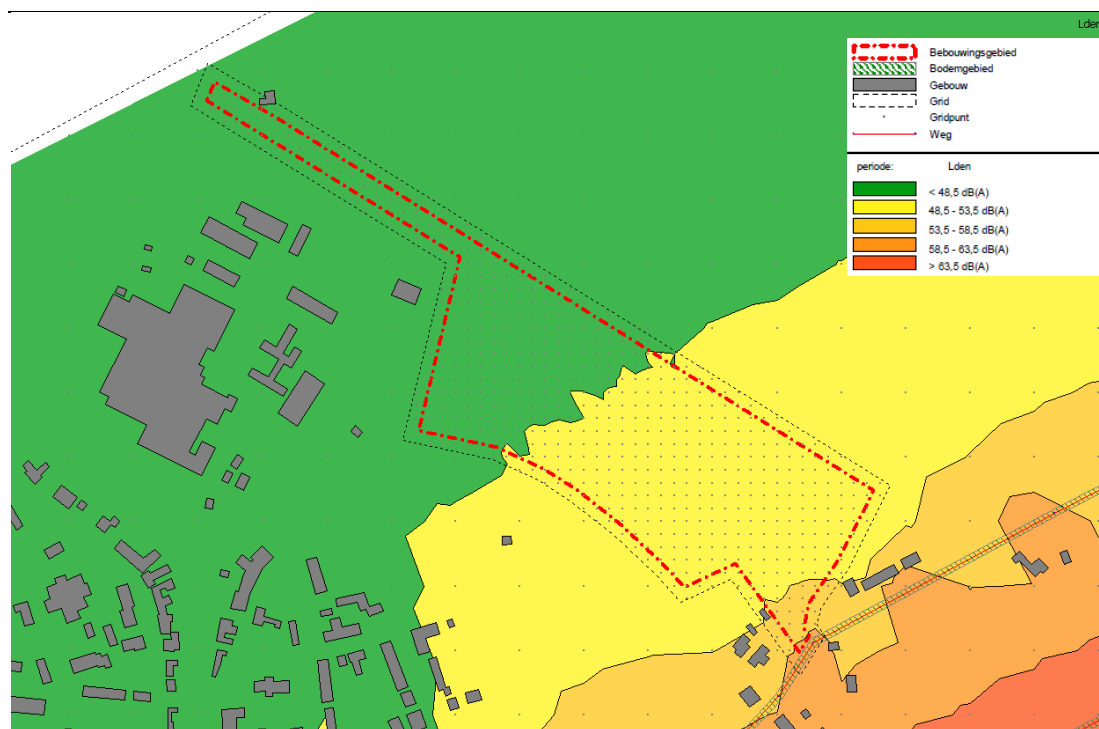 Lden
Bebouwingsgebied
Bodemgebied
Gebouw
Grid
Gridpunt
Weg
periode: Lden
< 48,5 dB(A)
48,5 - 53,5 dB(A)
53,5 - 58,5 dB(A)
58,5 - 63,5 dB(A)
> 63,5 dB(A)